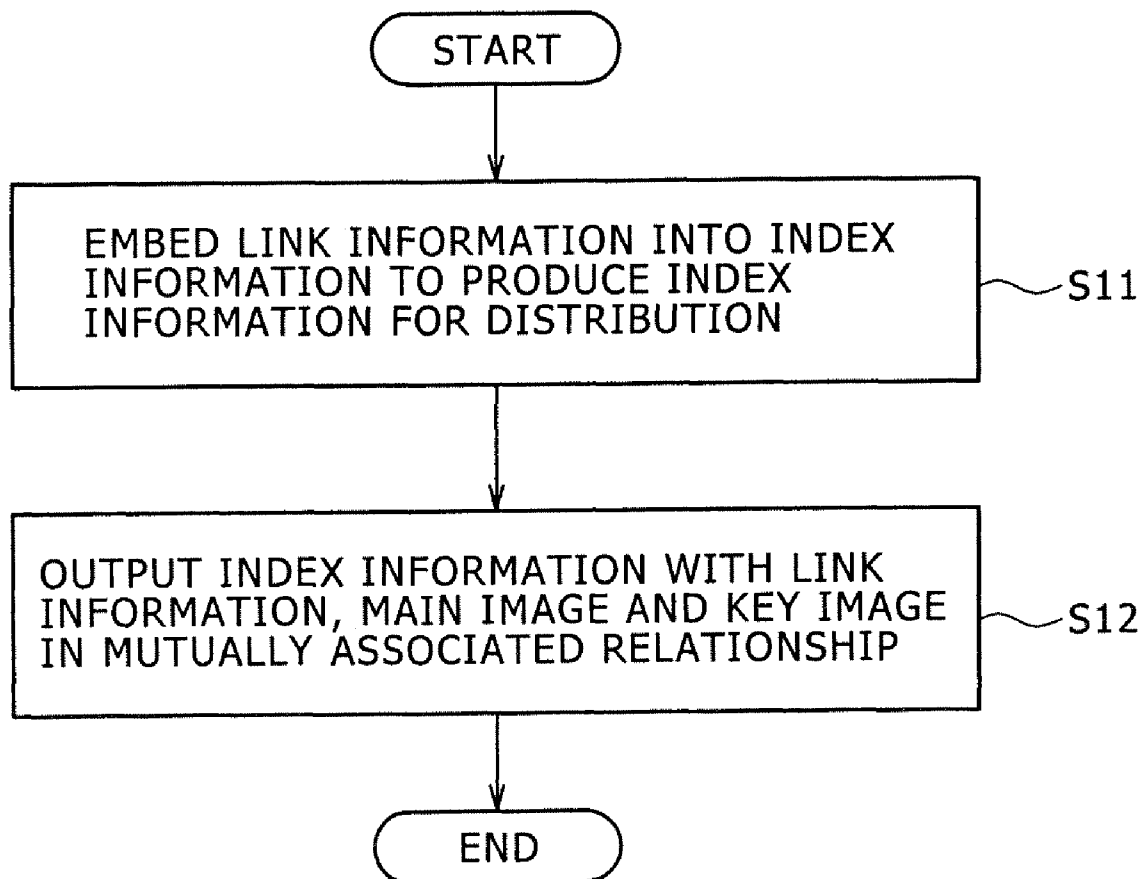 START
EMBED LINK INFORMATION INTO INDEX
INFORMATION TO PRODUCE INDEX
INFORMATION FOR DISTRIBUTION
S11
OUTPUT INDEX INFORMATION WITH LINK
INFORMATION, MAIN IMAGE AND KEY IMAGE
IN MUTUALLY ASSOCIATED RELATIONSHIP
S12
END